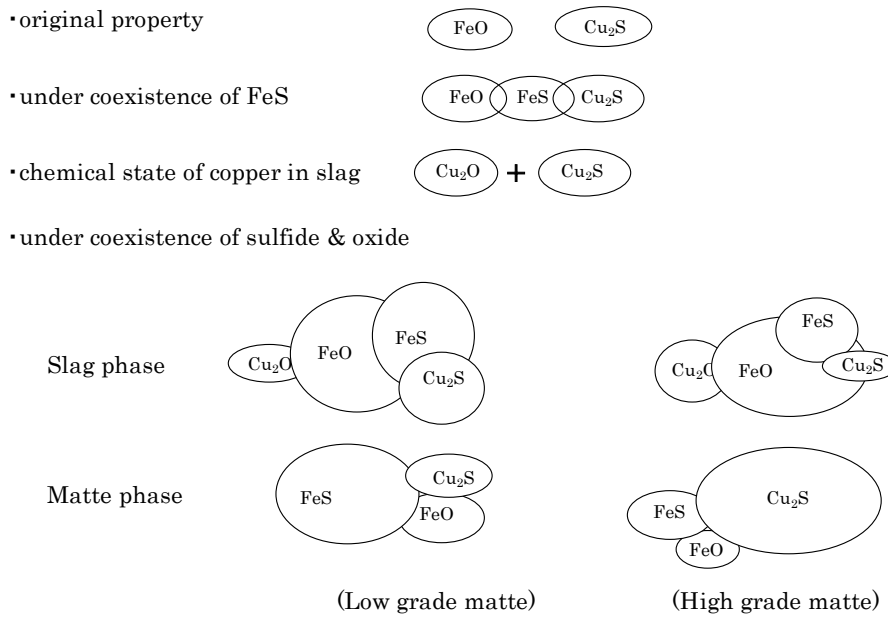 ・original property FeO Cu₂S
・under coexistence of FeS FeO FeS Cu₂S
・chemical state of copper in slag Cu₂O + Cu₂S
・under coexistence of sulfide & oxide
Slag phase Cu₂O FeO FeS Cu₂S Cu₂O FeO FeS Cu₂S
Matte phase FeS Cu₂S FeO FeS FeO Cu₂S
(Low grade matte) (High grade matte)